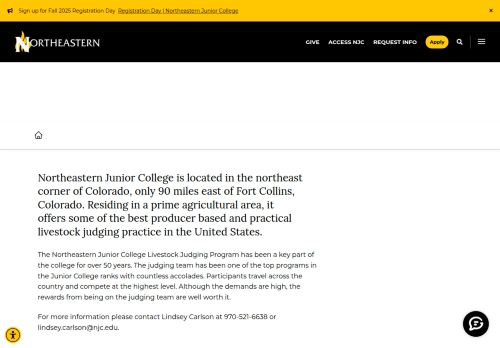 Sign up for Fall 2025 Registration Day Registration Day | Northeastern Junior College ×
NORTHEASTERN GIVE ACCESS NJC REQUEST INFO Apply
Northeastern Junior College is located in the northeast
corner of Colorado, only 90 miles east of Fort Collins,
Colorado. Residing in a prime agricultural area, it
offers some of the best producer based and practical
livestock judging practice in the United States.
The Northeastern Junior College Livestock Judging Program has been a key part of
the college for over 50 years. The judging team has been one of the top programs in
the Junior College ranks with countless accolades. Participants travel across the
country and compete at the highest level. Although the demands are high, the
rewards from being on the judging team are well worth it.
For more information please contact Lindsey Carlson at 970-521-6638 or
lindsey.carlson@njc.edu.